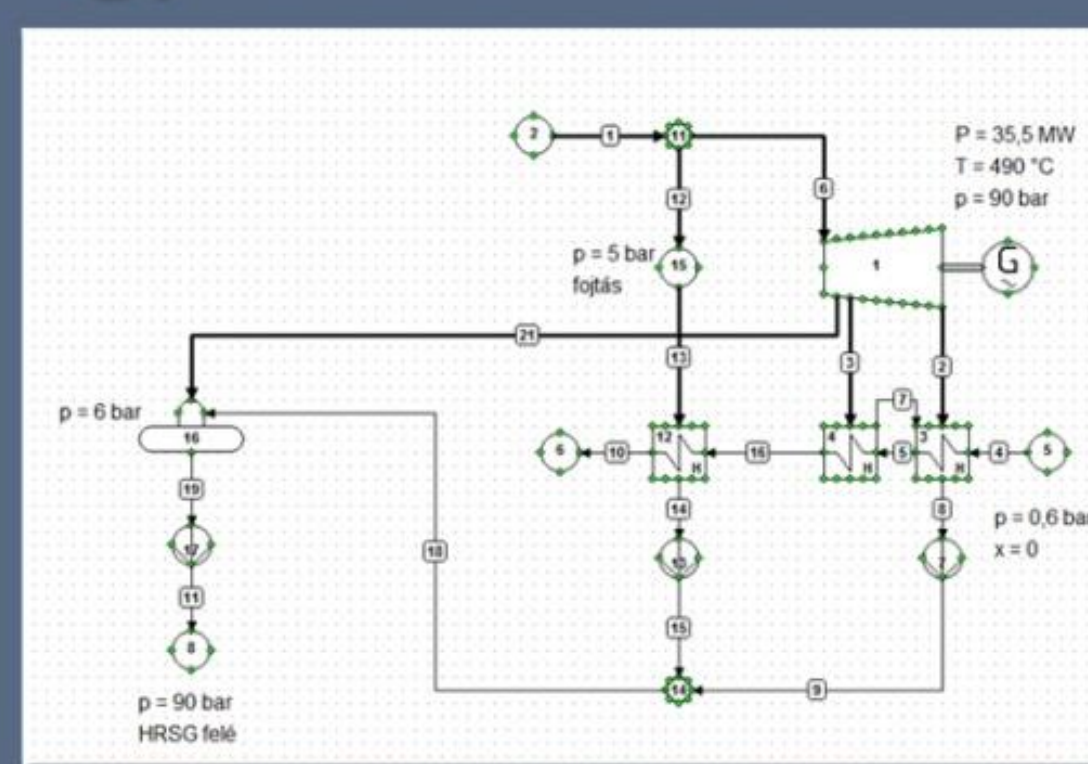 2
1
11
P = 35,5 MW
T = 490 °C
p = 90 bar
12
6
p = 5 bar
fojtás
15
1
G
~
21
13
3
2
p = 6 bar
16
7
6
10
12
H
16
4
H
5
3
H
4
5
19
14
8
p = 0,6 bar
x = 0
17
18
13
7
11
15
8
14
9
p = 90 bar
HRSG felé